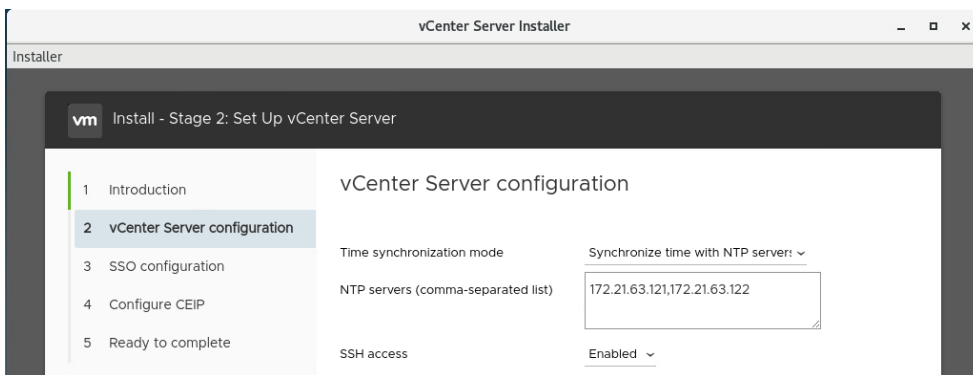 vCenter Server Installer
Installer
vm Install - Stage 2: Set Up vCenter Server
1 Introduction
2 vCenter Server configuration
3 SSO configuration
4 Configure CEIP
5 Ready to complete
vCenter Server configuration
Time synchronization mode Synchronize time with NTP servers
NTP servers (comma-separated list) 172.21.63.121,172.21.63.122
SSH access Enabled